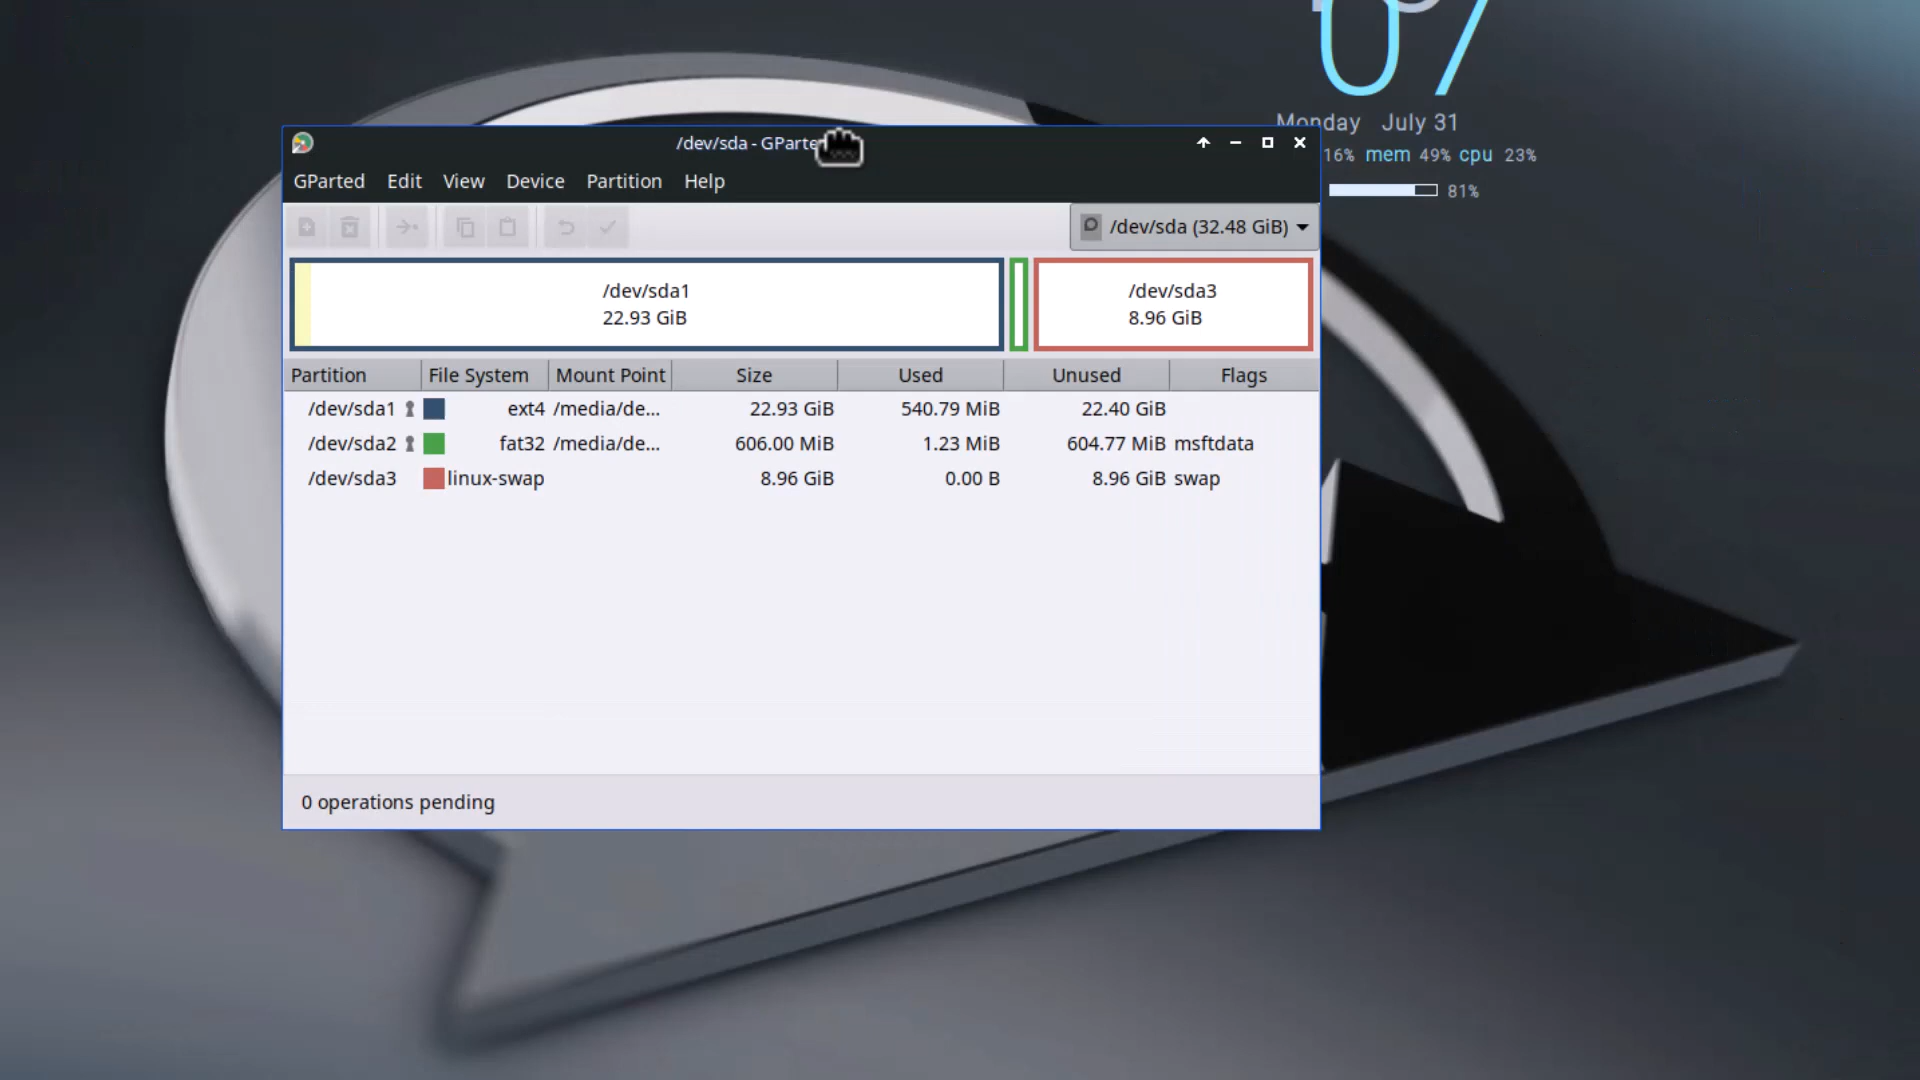 07
Monday July 31
16% mem 49% cpu 23%
81%
/dev/sda - GParte
GParted Edit View Device Partition Help
/dev/sda (32.48 GiB)
/dev/sda1
22.93 GiB
/dev/sda3
8.96 GiB
Partition File System Mount Point Size Used Unused Flags
/dev/sda1 ext4 /media/de... 22.93 GiB 540.79 MiB 22.40 GiB
/dev/sda2 fat32 /media/de... 606.00 MiB 1.23 MiB 604.77 MiB msftdata
/dev/sda3 linux-swap 8.96 GiB 0.00 B 8.96 GiB swap
0 operations pending